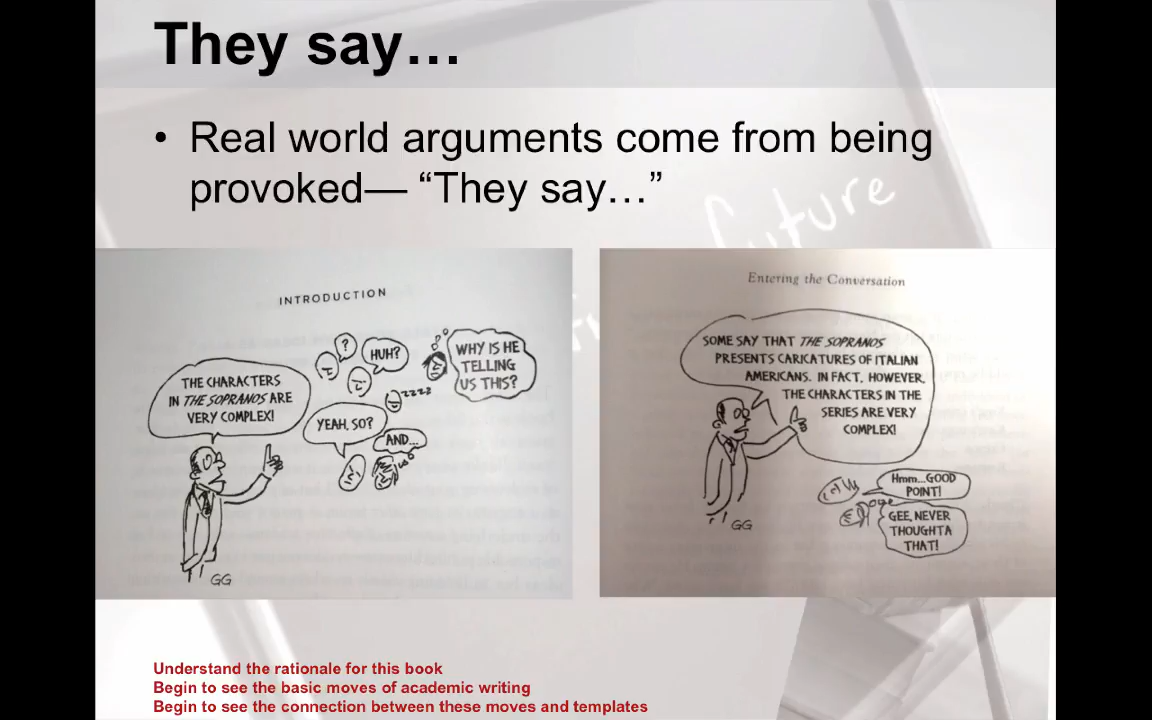 They say…
• Real world arguments come from being
provoked— “They say…”
INTRODUCTION
THE CHARACTERS
IN THE SOPRANOS ARE
VERY COMPLEX!
?
HUH?
WHY IS HE
TELLING
US THIS?
ZZZZ
YEAH, SO?
AND...
GG
Entering the Conversation
SOME SAY THAT THE SOPRANOS
PRESENTS CARICATURES OF ITALIAN
AMERICANS. IN FACT, HOWEVER,
THE CHARACTERS IN THE
SERIES ARE VERY
COMPLEX!
Hmm...GOOD
POINT!
GEE, NEVER
THOUGHTA
THAT!
GG
future
Understand the rationale for this book
Begin to see the basic moves of academic writing
Begin to see the connection between these moves and templates